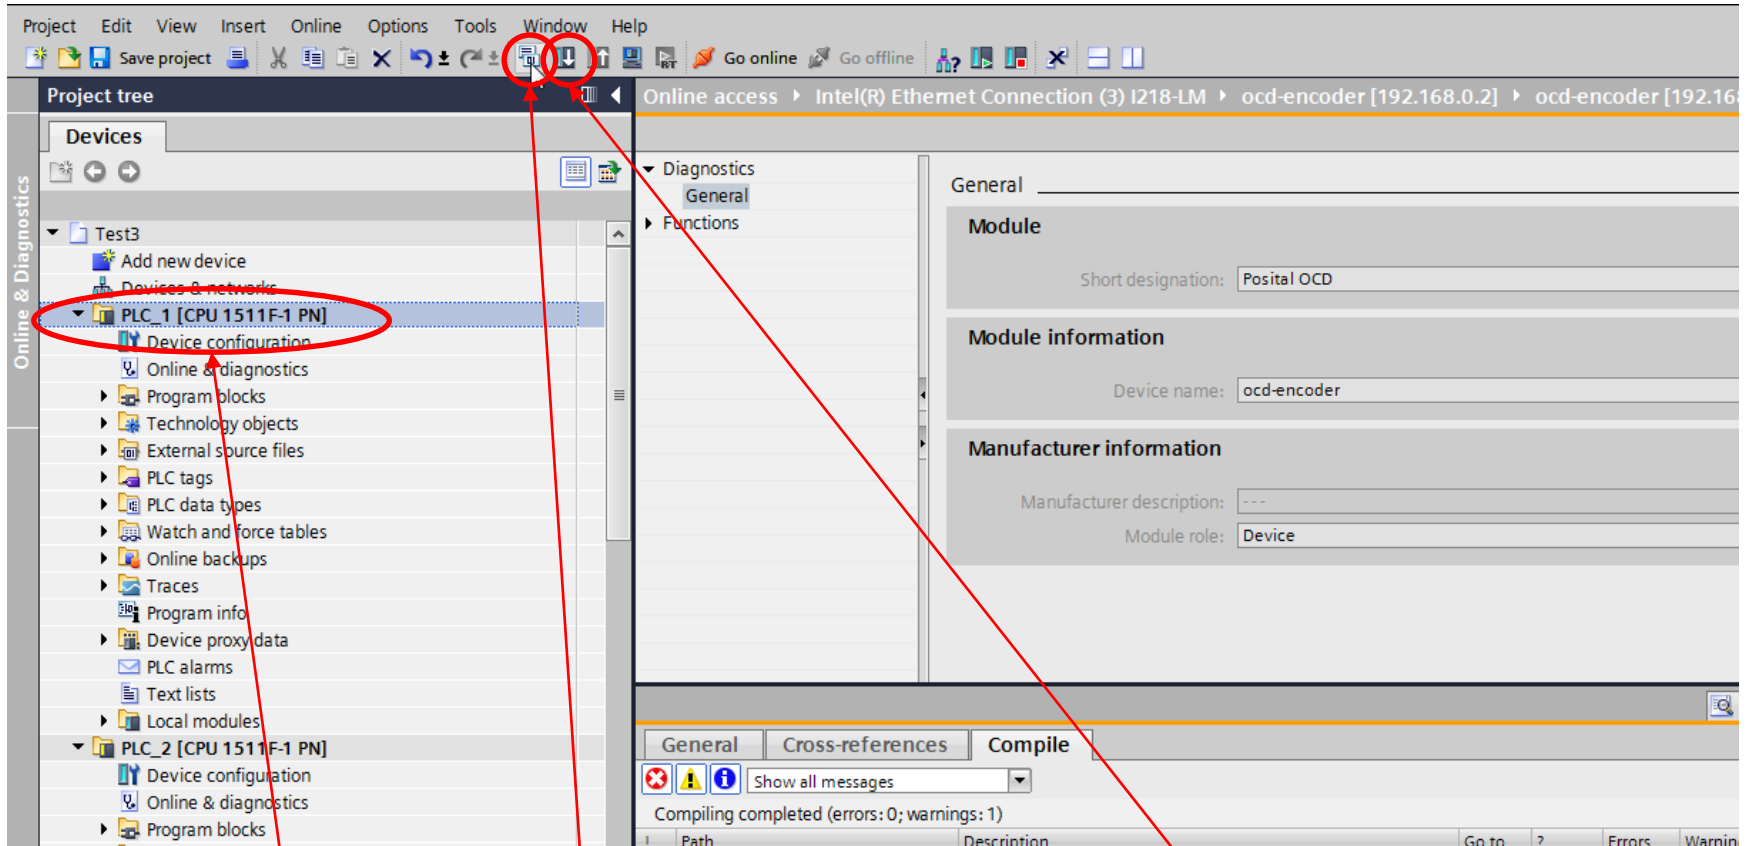 Project Edit View Insert Online Options Tools Window Help
Save project Go online Go offline
Project tree
Online access Intel(R) Ethernet Connection (3) I218-LM ocd-encoder [192.168.0.2] ocd-encoder [192.168
Devices
Online & Diagnostics
Diagnostics
General
Functions
Test3
Add new device
Devices & networks
PLC_1 [CPU 1511F-1 PN]
Device configuration
Online & diagnostics
Program blocks
Technology objects
External source files
PLC tags
PLC data types
Watch and force tables
Online backups
Traces
Program info
Device proxy data
PLC alarms
Text lists
Local modules
PLC_2 [CPU 1511F-1 PN]
Device configuration
Online & diagnostics
Program blocks
General
Module
Short designation: Posital OCD
Module information
Device name: ocd-encoder
Manufacturer information
Manufacturer description: ---
Module role: Device
General Cross-references Compile
Show all messages
Compiling completed (errors: 0; warnings: 1)
! Path Description Go to ? Errors Warnin